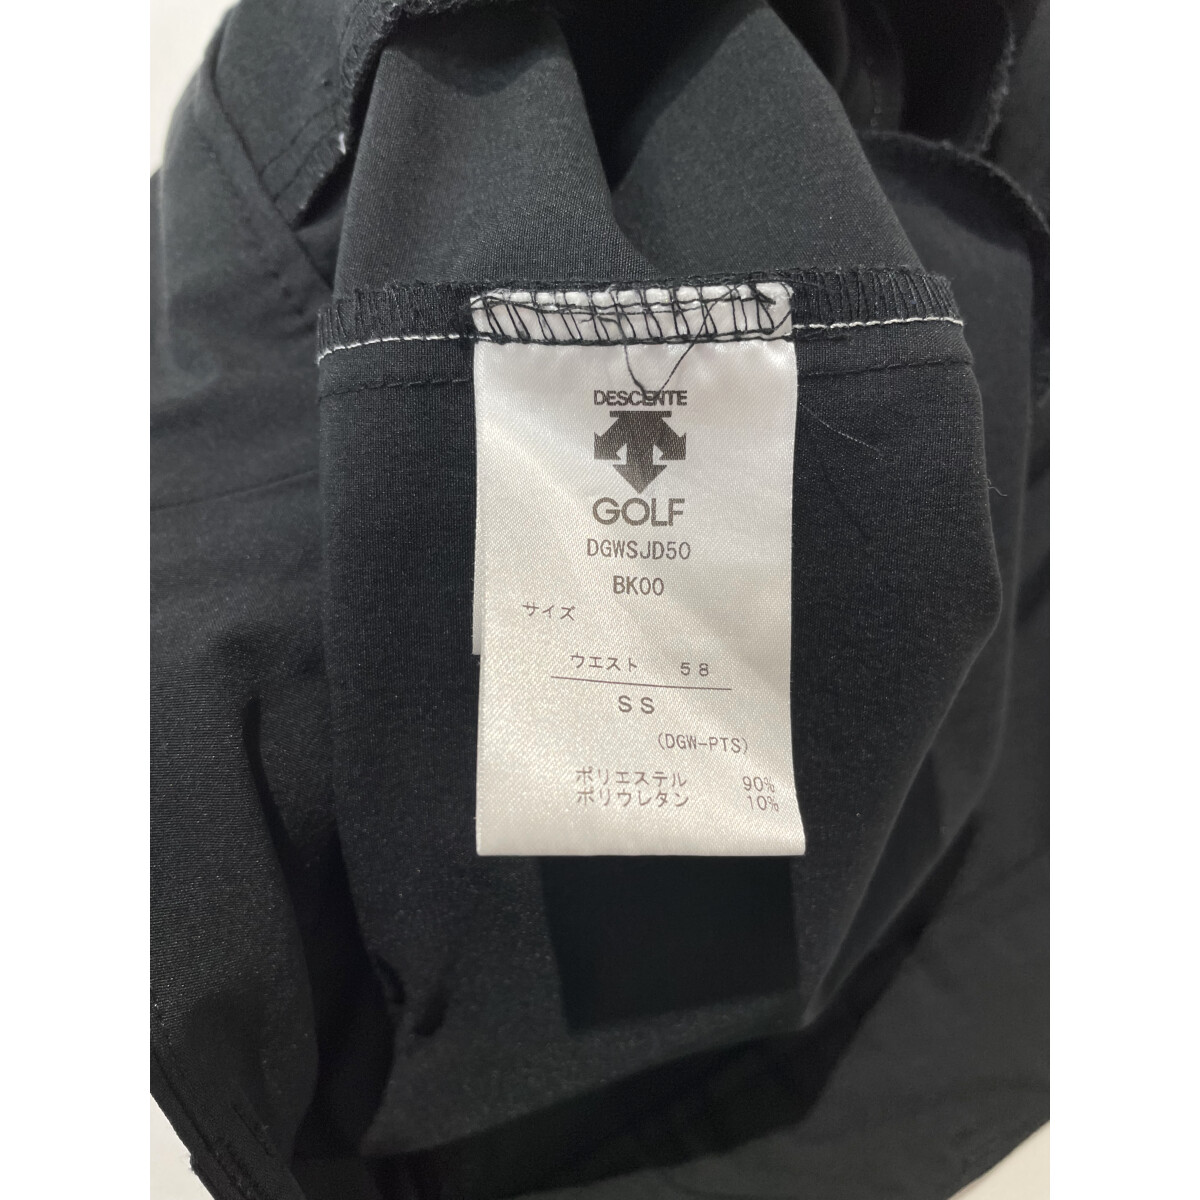 DESCENTE
GOLF
DGWSJD50
BK00
サイズ
ウエスト 58
SS
(DGW-PTS)
ポリエステル 90%
ポリウレタン 10%